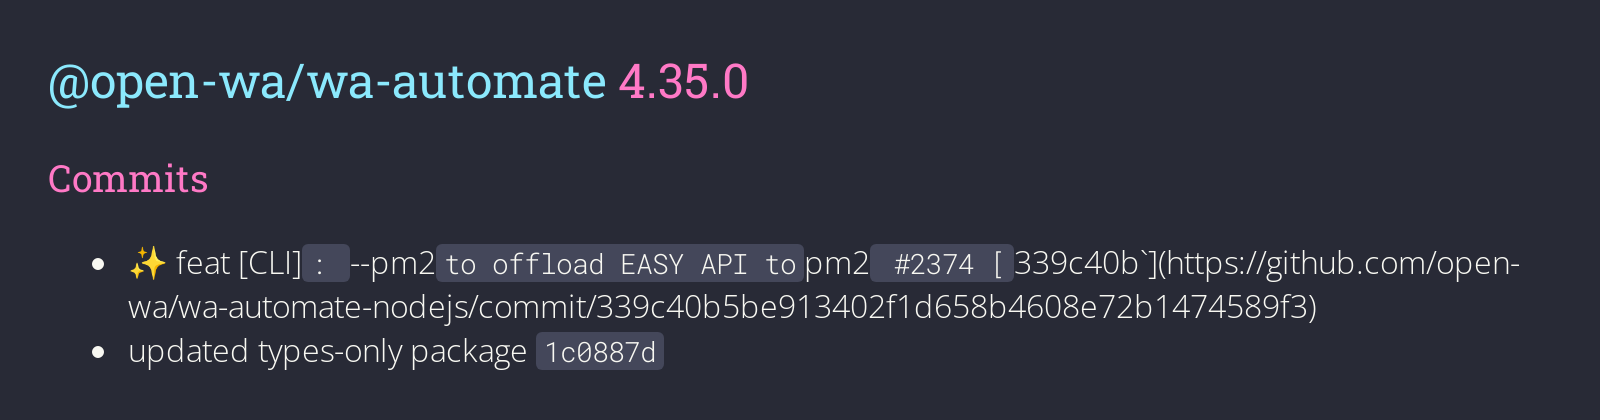 @open-wa/wa-automate 4.35.0
Commits
✨ feat [CLI] : --pm2 to offload EASY API to pm2 #2374 [ 339c40b`](https://github.com/open-
wa/wa-automate-nodejs/commit/339c40b5be913402f1d658b4608e72b1474589f3)
updated types-only package 1c0887d